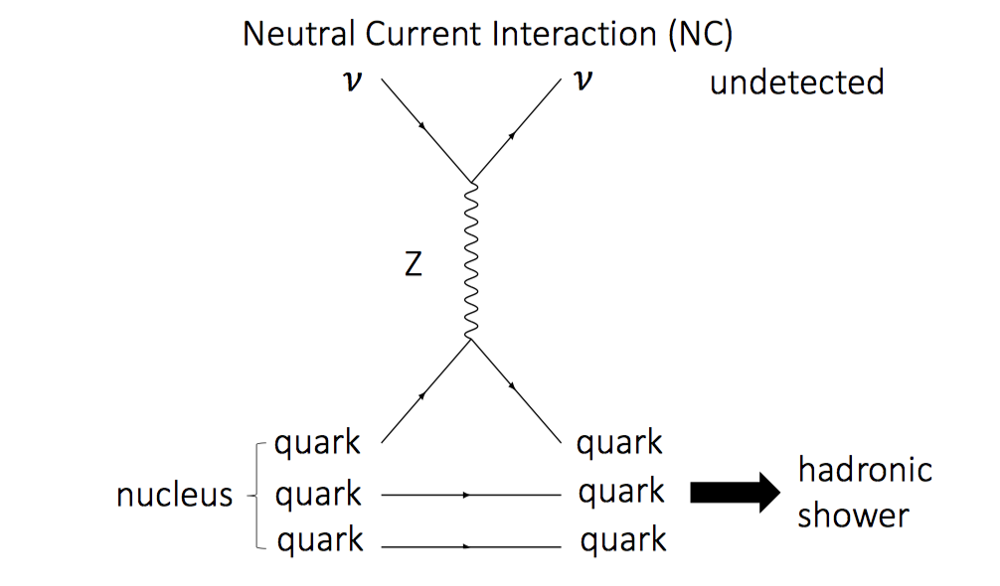 Neutral Current Interaction (NC)
ν ν undetected
Z
quark quark
nucleus quark quark hadronic
shower
quark quark